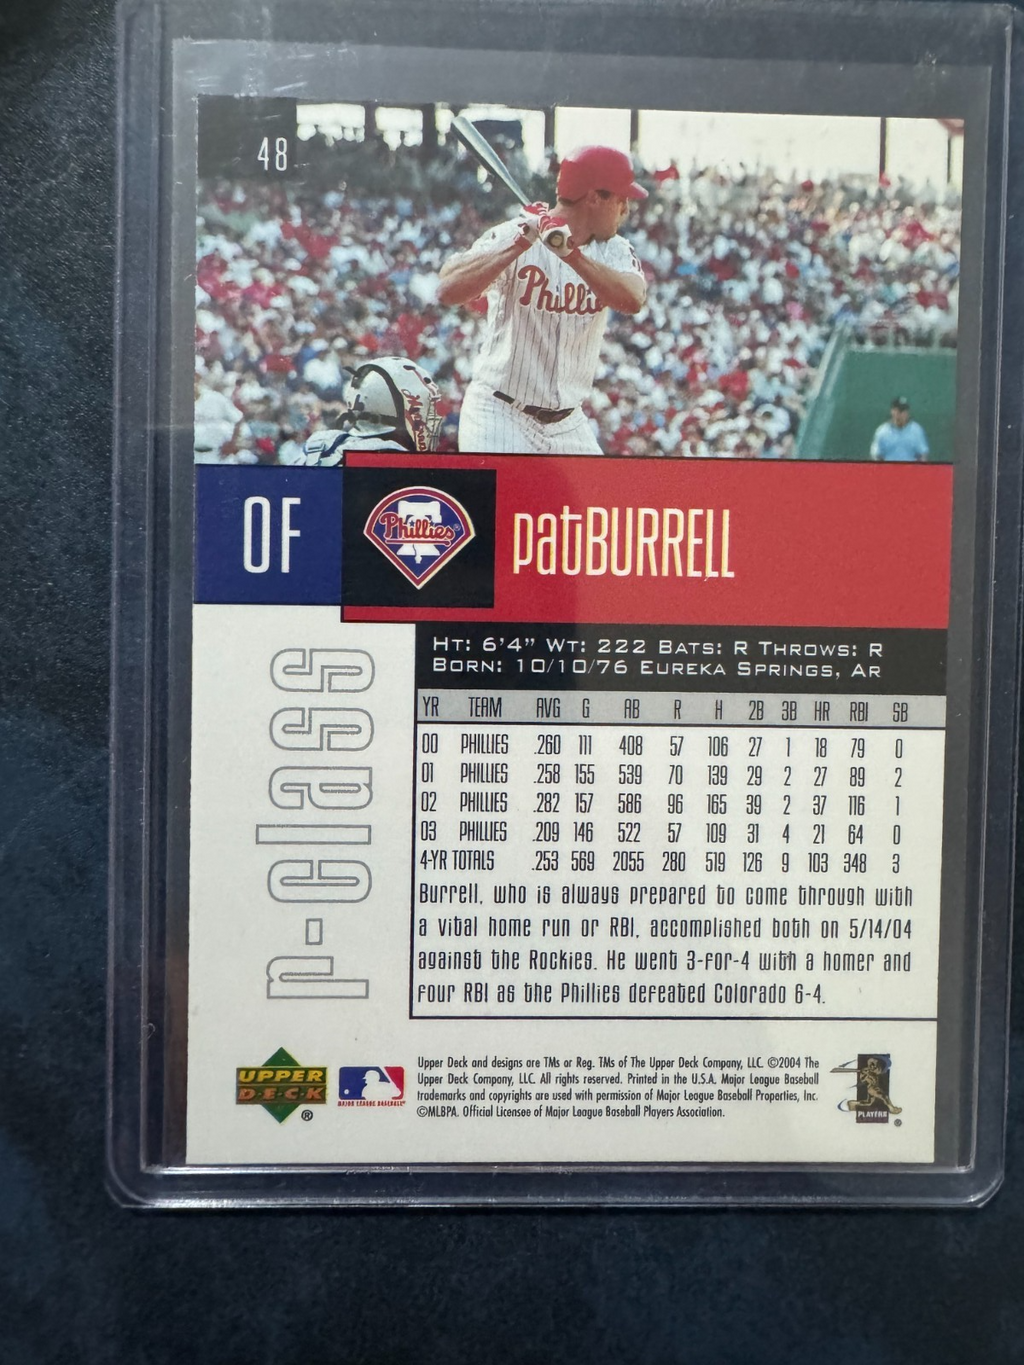 48
Phillies
OF
Phillies®
patBURRELL
n-class
HT: 6'4" WT: 222 BATS: R THROWS: R
BORN: 10/10/76 EUREKA SPRINGS, AR
YR TEAM AVG G AB R H 2B 3B HR RBI SB
00 PHILLIES .260 111 408 57 106 27 1 18 79 0
01 PHILLIES .258 155 539 70 139 29 2 27 89 2
02 PHILLIES .282 157 586 96 165 39 2 37 116 1
03 PHILLIES .209 146 522 57 109 31 4 21 64 0
4-YR TOTALS .253 569 2055 280 519 126 9 103 348 3
Burrell, who is always prepared to come through with
a vital home run or RBI, accomplished both on 5/14/04
against the Rockies. He went 3-for-4 with a homer and
four RBI as the Phillies defeated Colorado 6-4.
UPPER
DECK
®
MAJOR LEAGUE BASEBALL
Upper Deck and designs are TMs or Reg. TMs of The Upper Deck Company, LLC. ©2004 The
Upper Deck Company, LLC. All rights reserved. Printed in the U.S.A. Major League Baseball
trademarks and copyrights are used with permission of Major League Baseball Properties, Inc.
©MLBPA. Official Licensee of Major League Baseball Players Association.
PLAYERS
®